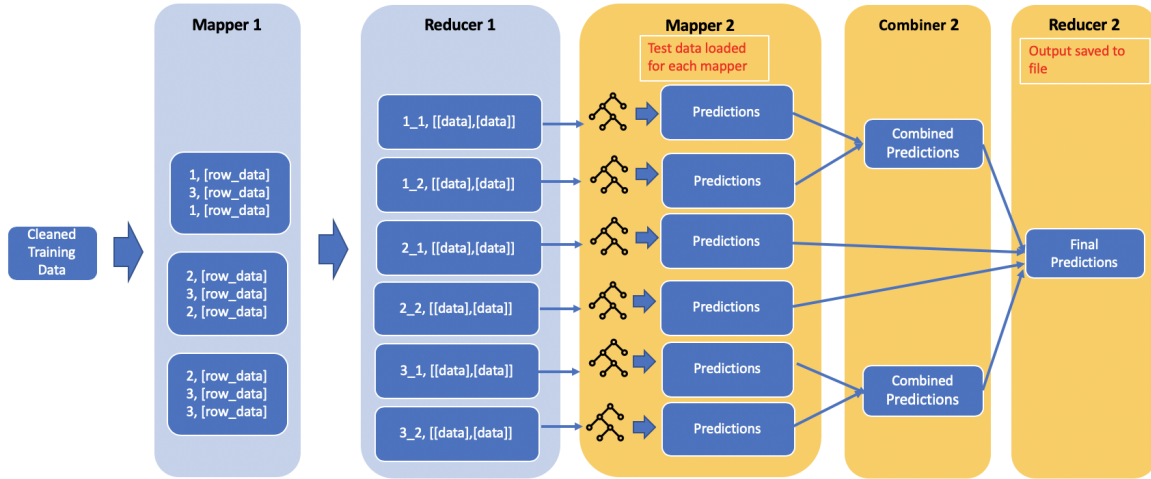 Mapper 1
Reducer 1
Mapper 2
Combiner 2
Reducer 2
Test data loaded
for each mapper
Output saved to
file
Cleaned
Training
Data
1, [row_data]
3, [row_data]
1, [row_data]
2, [row_data]
3, [row_data]
2, [row_data]
2, [row_data]
3, [row_data]
3, [row_data]
1_1, [[data],[data]]
1_2, [[data],[data]]
2_1, [[data],[data]]
2_2, [[data],[data]]
3_1, [[data],[data]]
3_2, [[data],[data]]
Predictions
Predictions
Predictions
Predictions
Predictions
Predictions
Combined
Predictions
Combined
Predictions
Final
Predictions